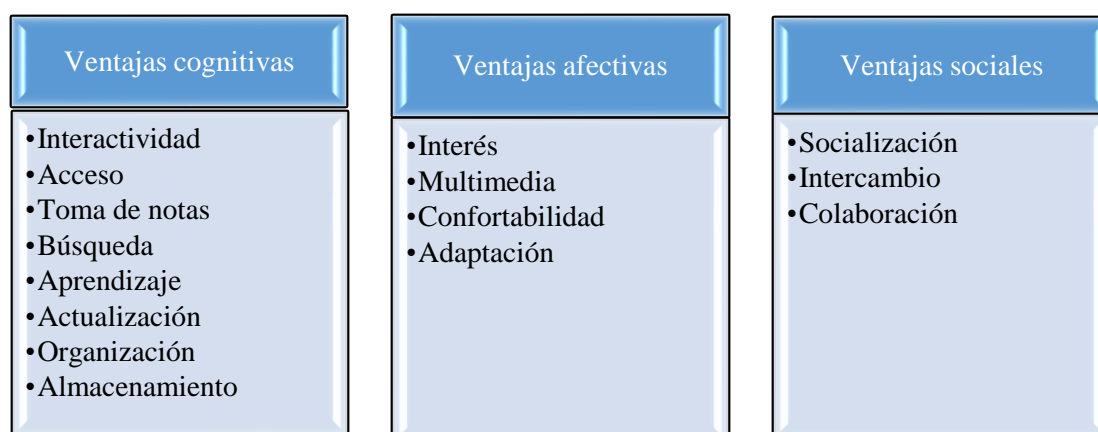 Ventajas cognitivas
•Interactividad
•Acceso
•Toma de notas
•Búsqueda
•Aprendizaje
•Actualización
•Organización
•Almacenamiento
Ventajas afectivas
•Interés
•Multimedia
•Confortabilidad
•Adaptación
Ventajas sociales
•Socialización
•Intercambio
•Colaboración